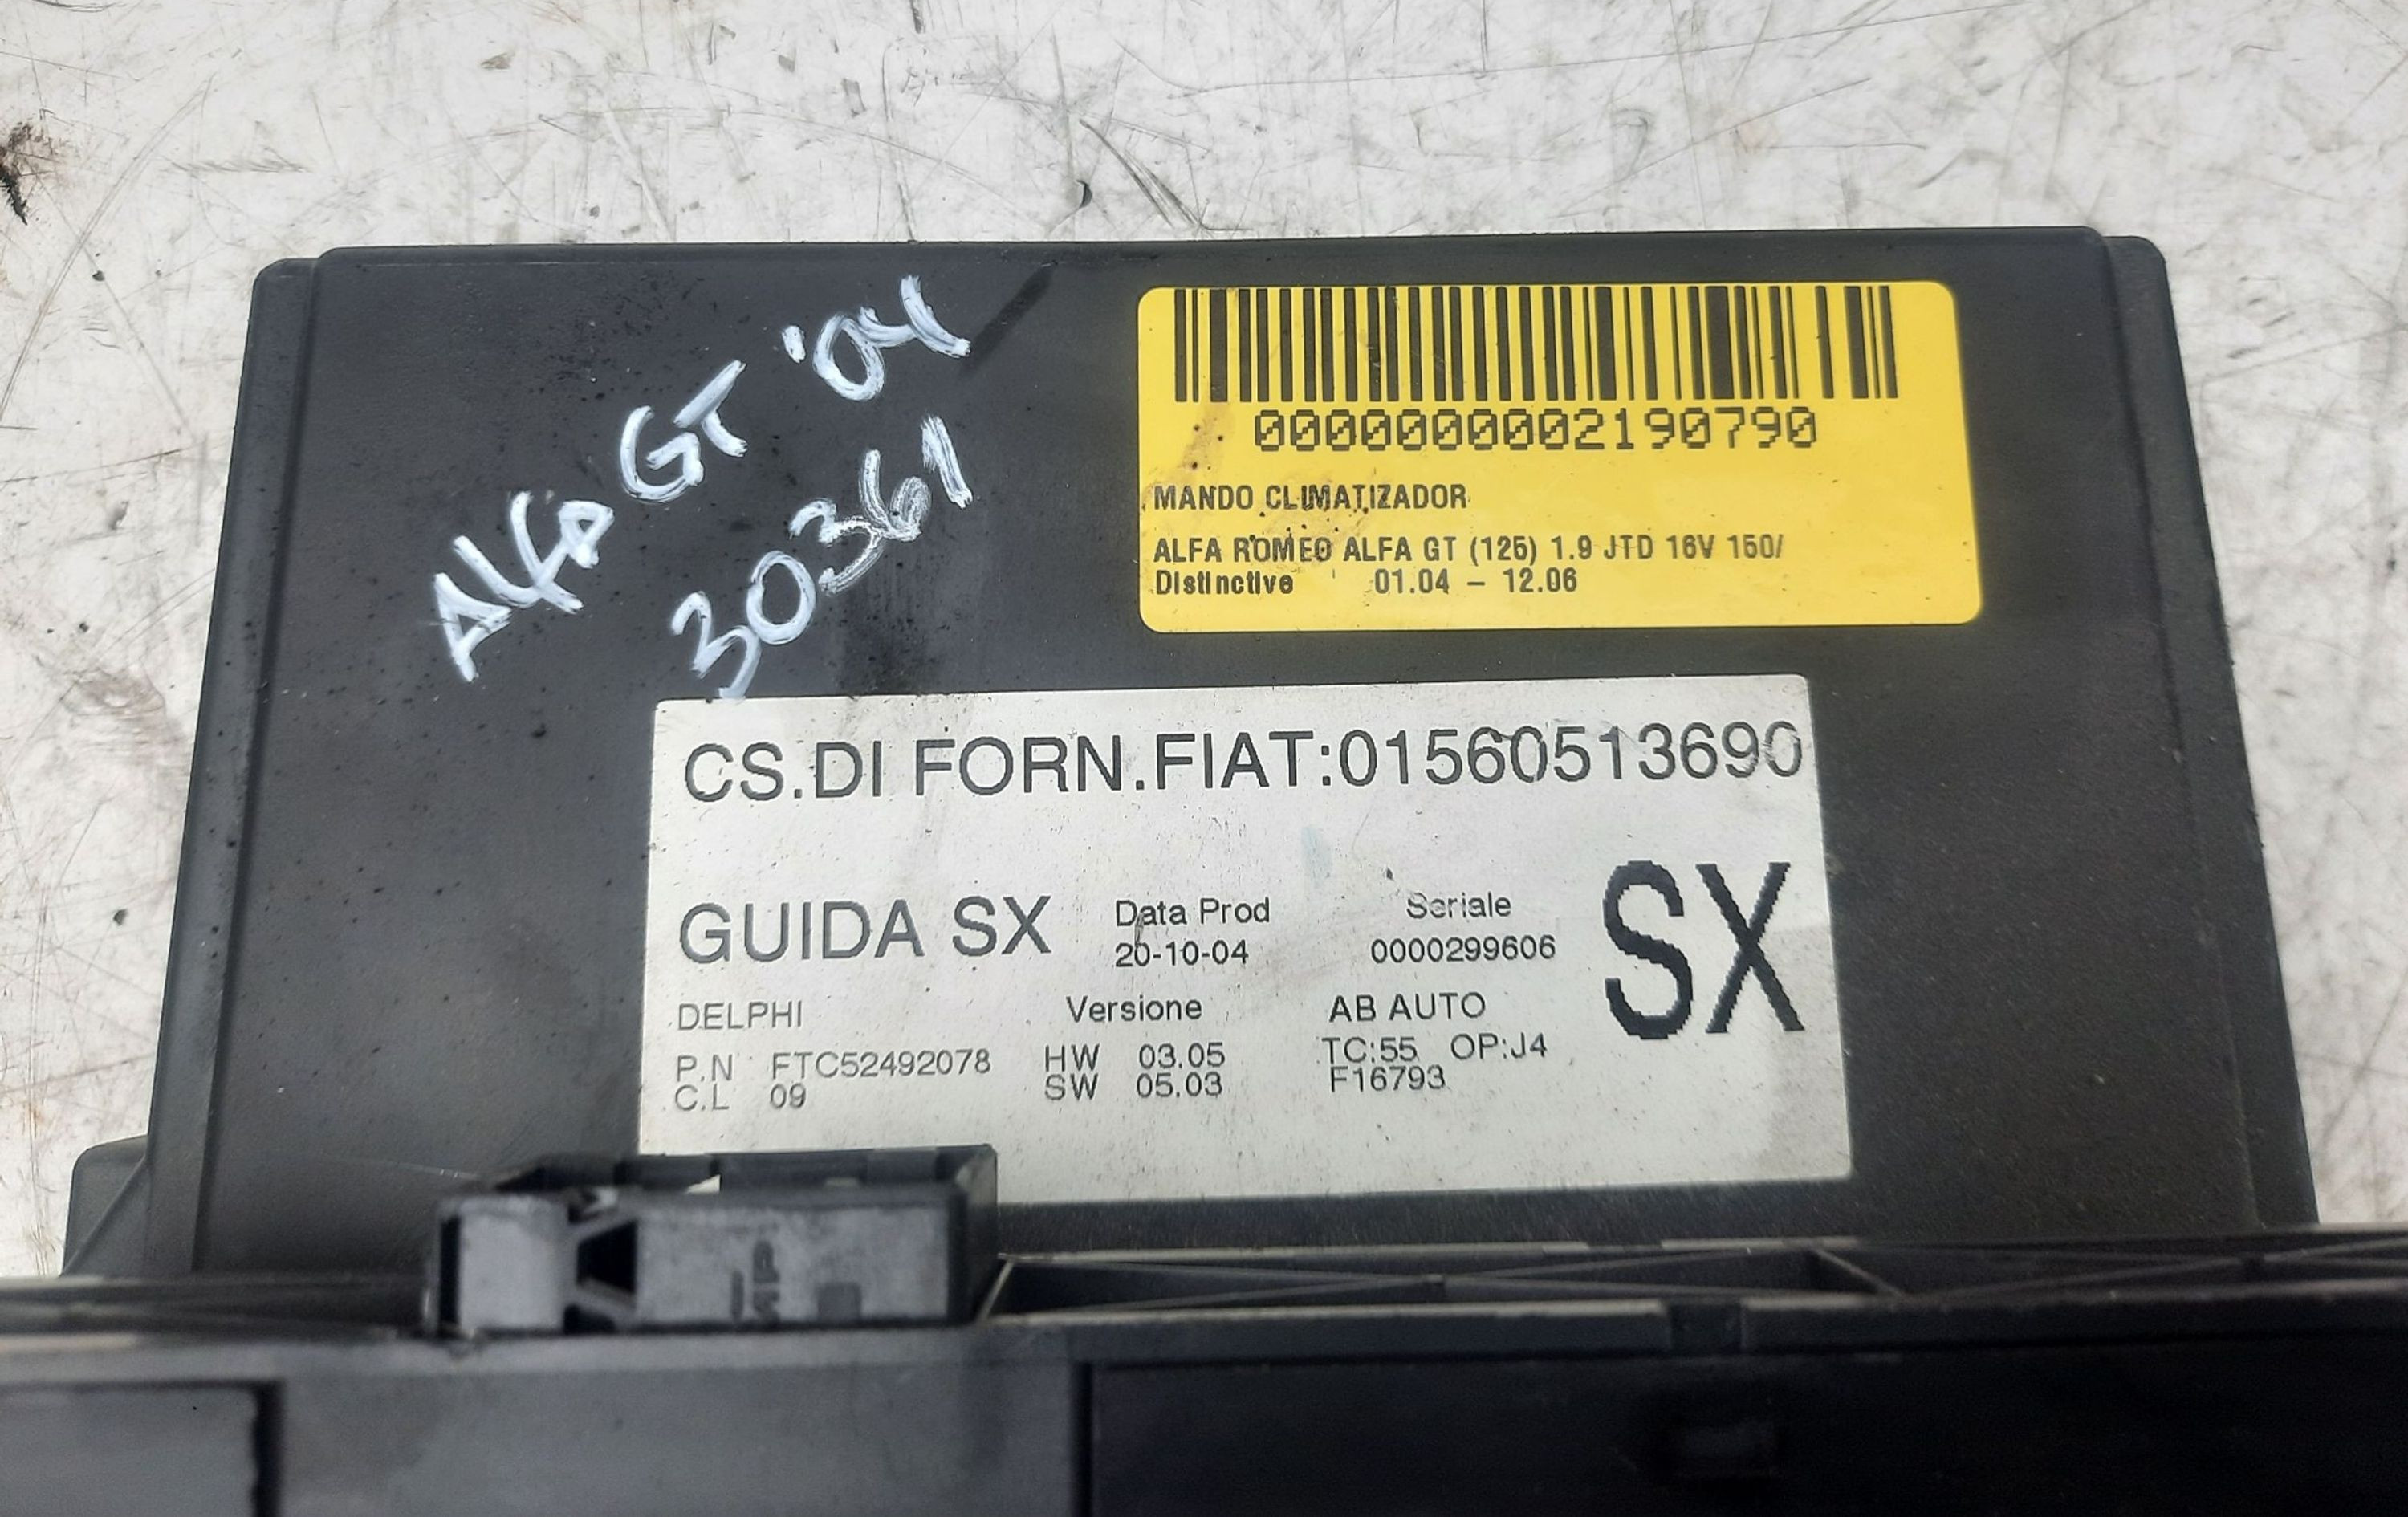 ALFA GT '04
30361
0000000002190790
MANDO CLIMATIZADOR
ALFA ROMEO ALFA GT (125) 1.9 JTD 16V 150/
Distinctive 01.04 - 12.06
CS.DI FORN.FIAT:01560513690
GUIDA SX
Data Prod
20-10-04
Seriale
0000299606
SX
DELPHI
P.N FTC52492078
C.L 09
Versione
HW 03.05
SW 05.03
AB AUTO
TC:55 OP:J4
F16793